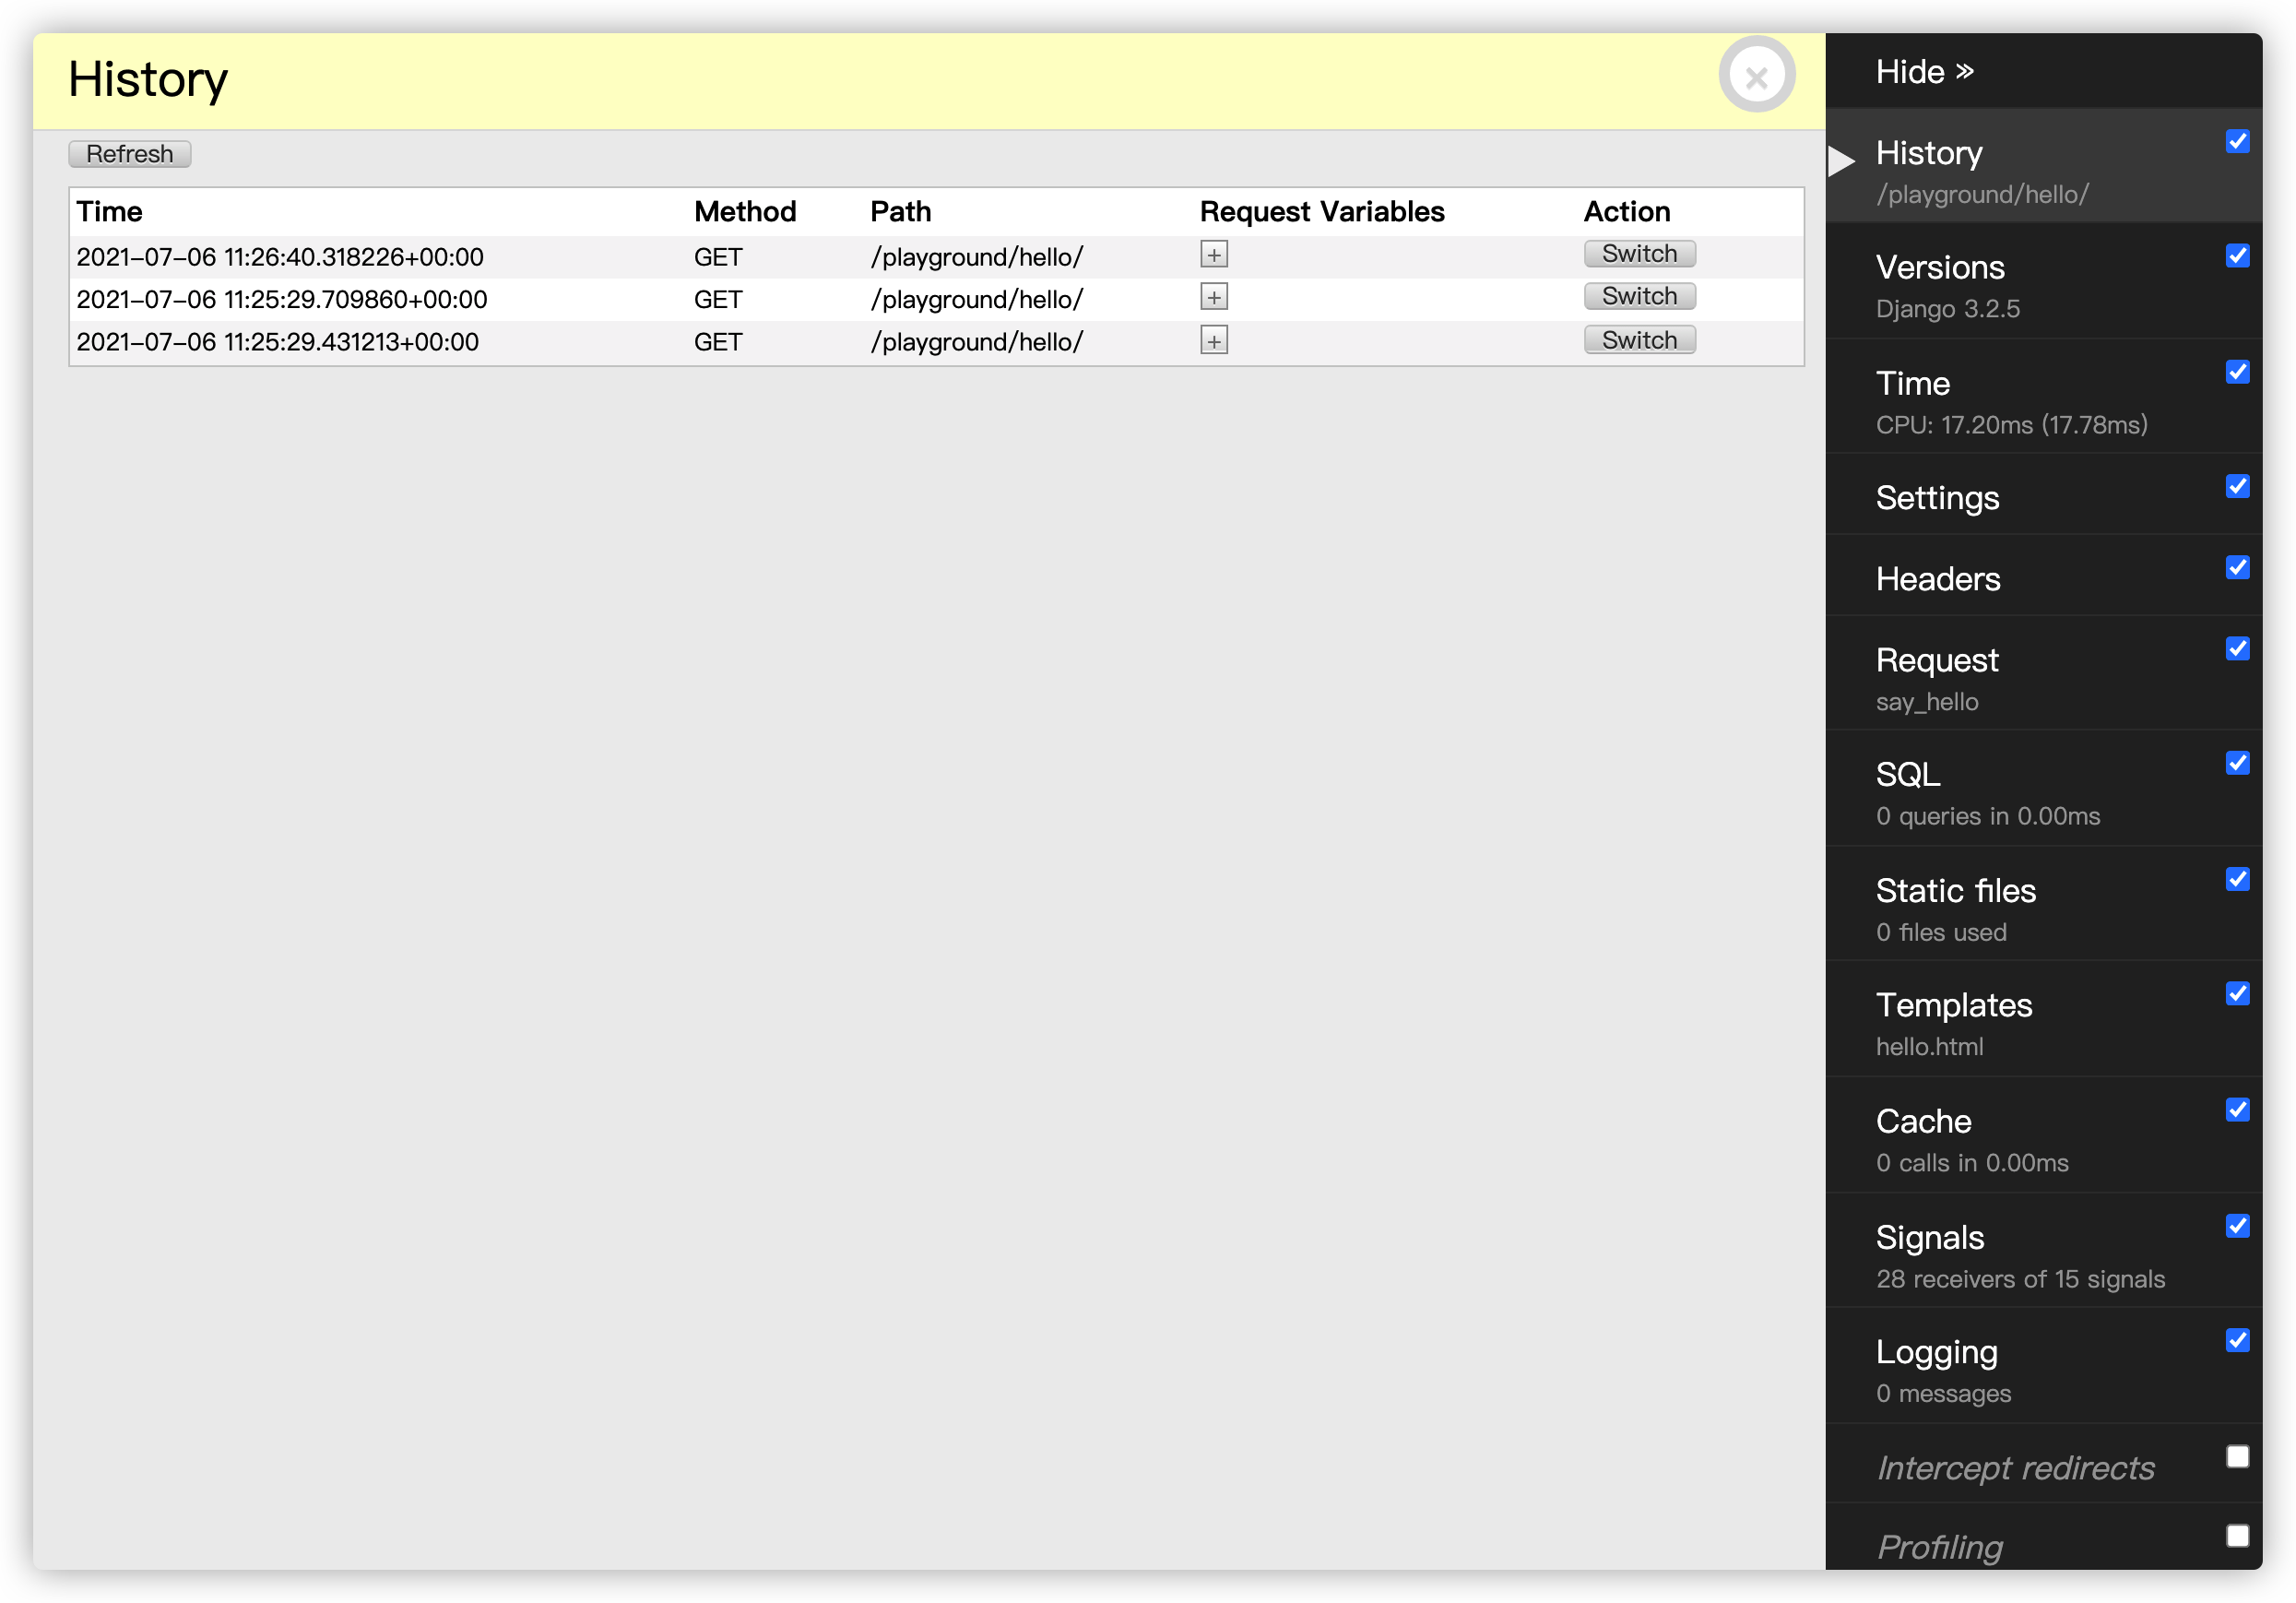 History
Refresh
Time Method Path Request Variables Action
2021-07-06 11:26:40.318226+00:00 GET /playground/hello/ + Switch
2021-07-06 11:25:29.709860+00:00 GET /playground/hello/ + Switch
2021-07-06 11:25:29.431213+00:00 GET /playground/hello/ + Switch
Hide »
History
/playground/hello/
Versions
Django 3.2.5
Time
CPU: 17.20ms (17.78ms)
Settings
Headers
Request
say_hello
SQL
0 queries in 0.00ms
Static files
0 files used
Templates
hello.html
Cache
0 calls in 0.00ms
Signals
28 receivers of 15 signals
Logging
0 messages
Intercept redirects
Profiling